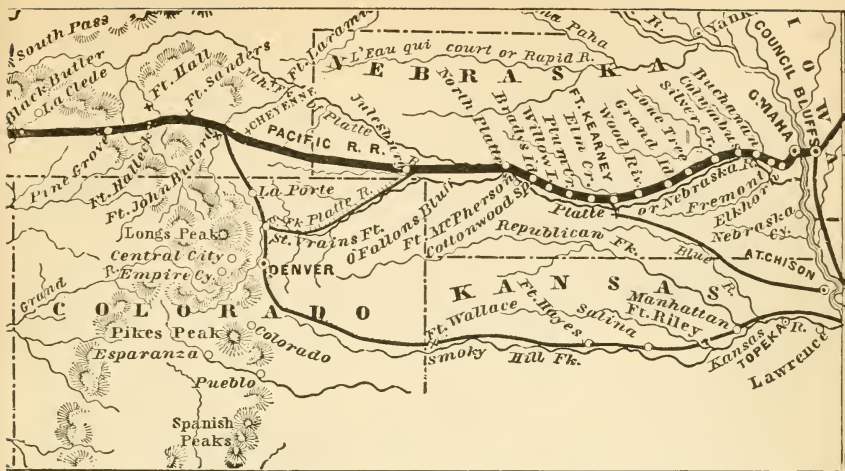 South Pass
Black Butler
La Clede
Ft. Hall
Ft. Sanders
Nth. F.
Ft. Laram
Paha
R.
Yank
L'Eau qui court or Rapid R.
NEBRASKA
IOWA
COUNCIL BLUFFS
OMAHA
CHEYENNE
Platte
Julesburg
PACIFIC R. R.
North Platte
Brady's I.
Willow I.
Plum Cr.
FT. KEARNEY
Elm Cr.
Wood Riv.
Grand Id
Lone Tree
Silver Cr.
Columbus
Buchanan
Pine Grove
Ft. Halleck
Ft. John Buford
La Porte
Fk. Platte R.
St. Vrains Ft.
O'Fallons Bluff
Ft. McPherson
Cottonwood Sp.
Platte or Nebraska R.
Fremont
Elkhorn
Nebraska Cy.
Republican Fk.
Blue R.
ATCHISON
Longs Peak
Central City
Empire Cy.
DENVER
Grand R.
COLORADO
KANSAS
Pikes Peak
Colorado
Esparanza
Ft. Wallace
Ft. Hayes
Salina
Manhattan
Ft. Riley
Smoky Hill Fk.
Kansas R.
TOPEKA
Lawrence
Pueblo
Spanish
Peaks